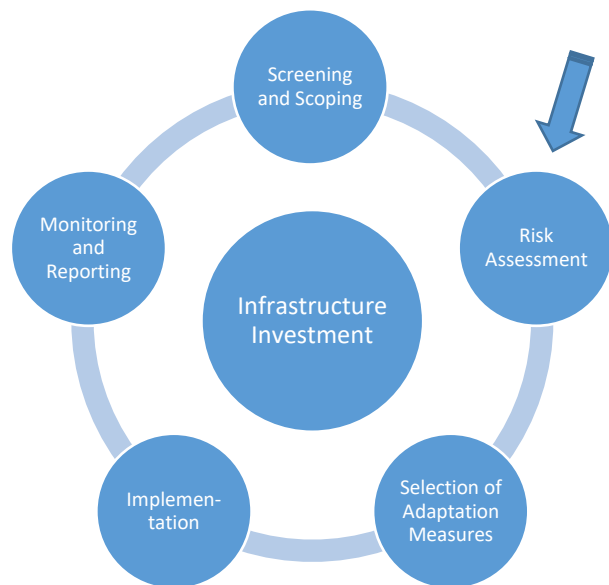 Screening
and Scoping
Risk
Assessment
Selection of
Adaptation
Measures
Implemen-
tation
Monitoring
and
Reporting
Infrastructure
Investment